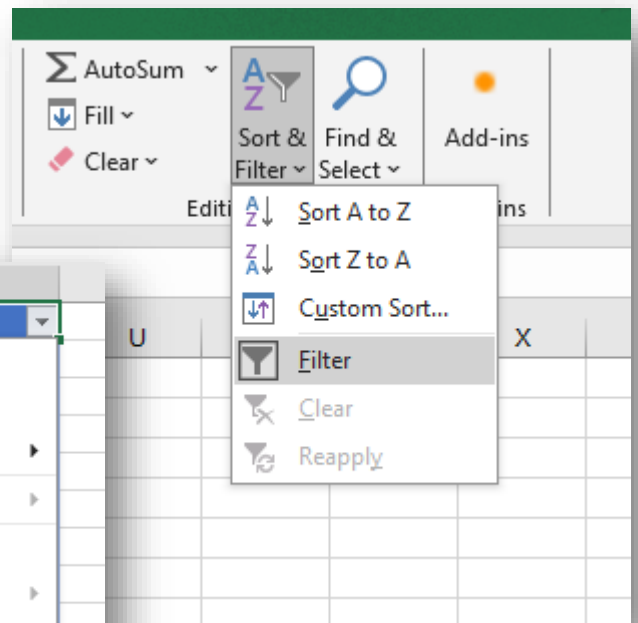 AutoSum
Fill
Clear
Sort &
Filter
Find &
Select
Add-ins
Editi
ins
Sort A to Z
Sort Z to A
Custom Sort...
Filter
Clear
Reapply
U
X